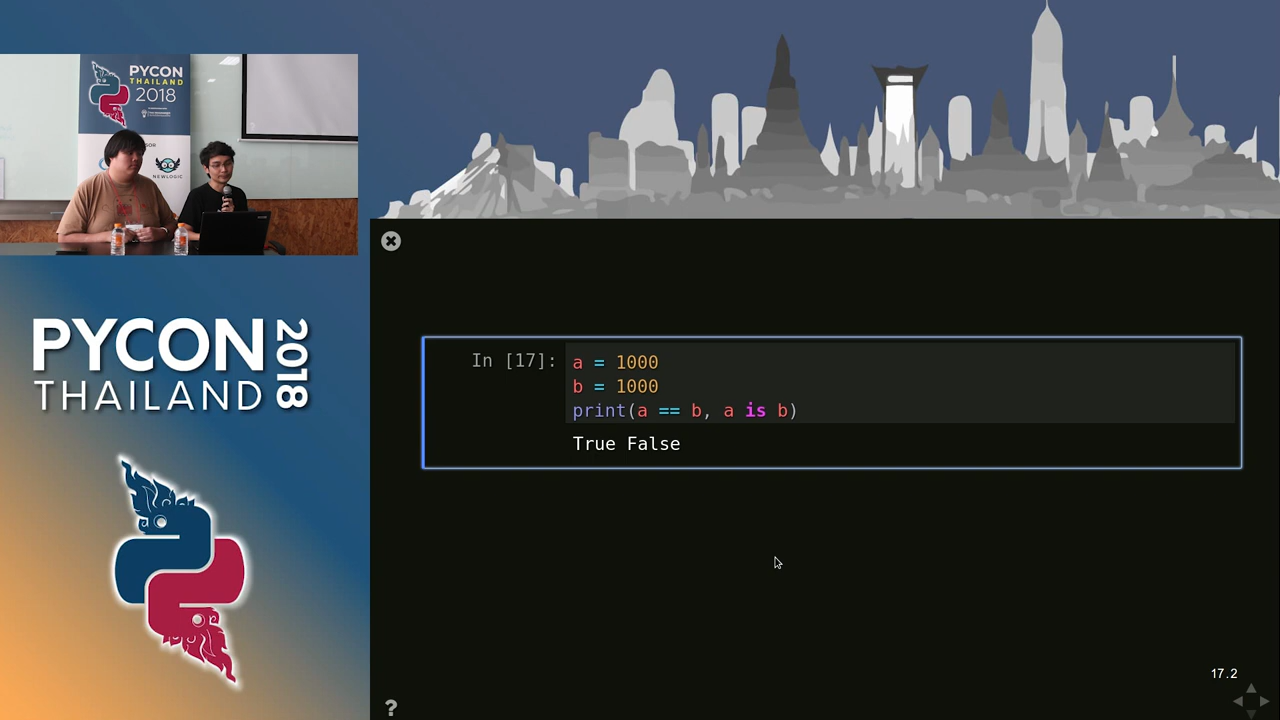 PYCON
THAILAND
2018
NEWLOGIC
PYCON
THAILAND
2018
In [17]:
a = 1000
b = 1000
print(a == b, a is b)
True False
17.2
?